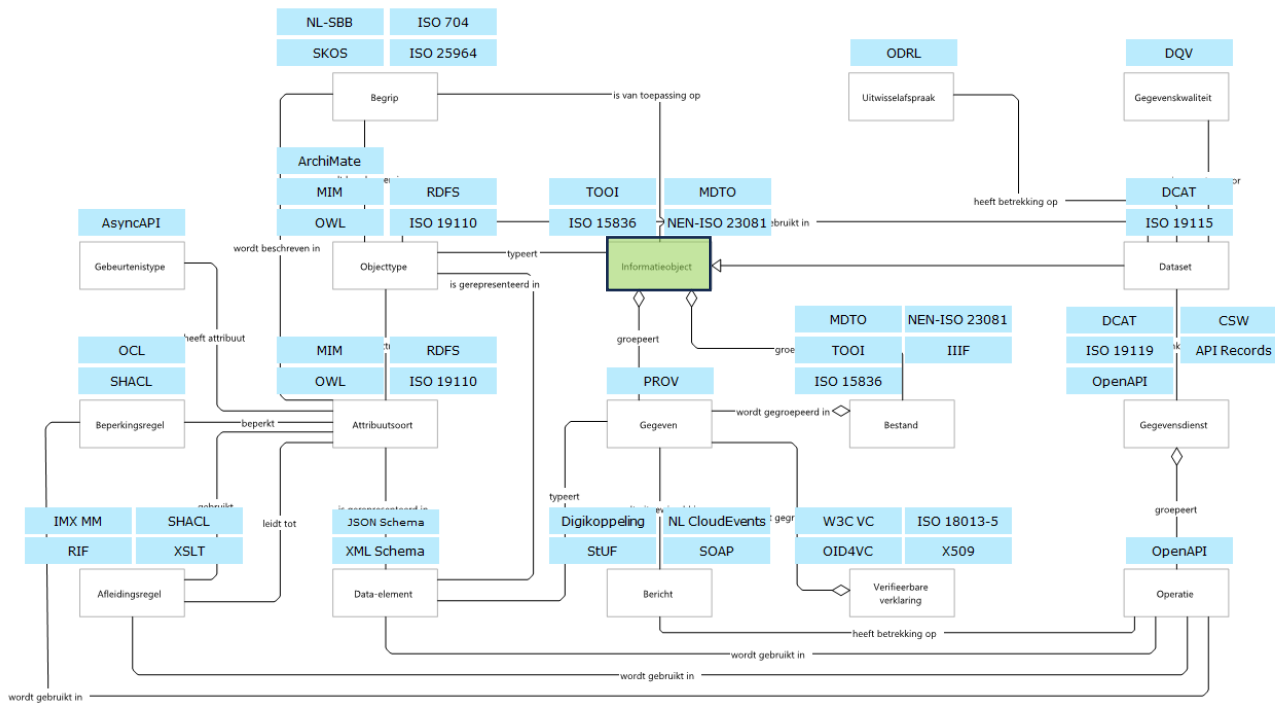 NL-SBB
ISO 704
SKOS
ISO 25964
ODRL
DQV
Begrip
is van toepassing op
Uitwisselafspraak
Gegevenskwaliteit
ArchiMate
MIM
RDFS
TOOI
MDTO
DCAT
OWL
ISO 19110
ISO 15836
NEN-ISO 23081
ISO 19115
heeft betrekking op
AsyncAPI
wordt beschreven in
typeert
Gebeurtenistype
Objecttype
Informatieobject
Dataset
is gerepresenteerd in
heeft attribuut
groepeert
MDTO
NEN-ISO 23081
DCAT
CSW
OCL
MIM
RDFS
TOOI
IIIF
ISO 19119
API Records
SHACL
OWL
ISO 19110
PROV
ISO 15836
OpenAPI
wordt gegroepeerd in
Beperkingsregel
beperkt
Attribuutsoort
Gegeven
Bestand
Gegevensdienst
typeert
gebruikt
is gerepresenteerd in
groepeert
leidt tot
IMX MM
SHACL
JSON Schema
Digikoppeling
NL CloudEvents
W3C VC
ISO 18013-5
RIF
XSLT
XML Schema
StUF
SOAP
OID4VC
X509
OpenAPI
Afleidingsregel
Data-element
Bericht
Verifieerbare
verklaring
Operatie
heeft betrekking op
wordt gebruikt in
wordt gebruikt in
wordt gebruikt in